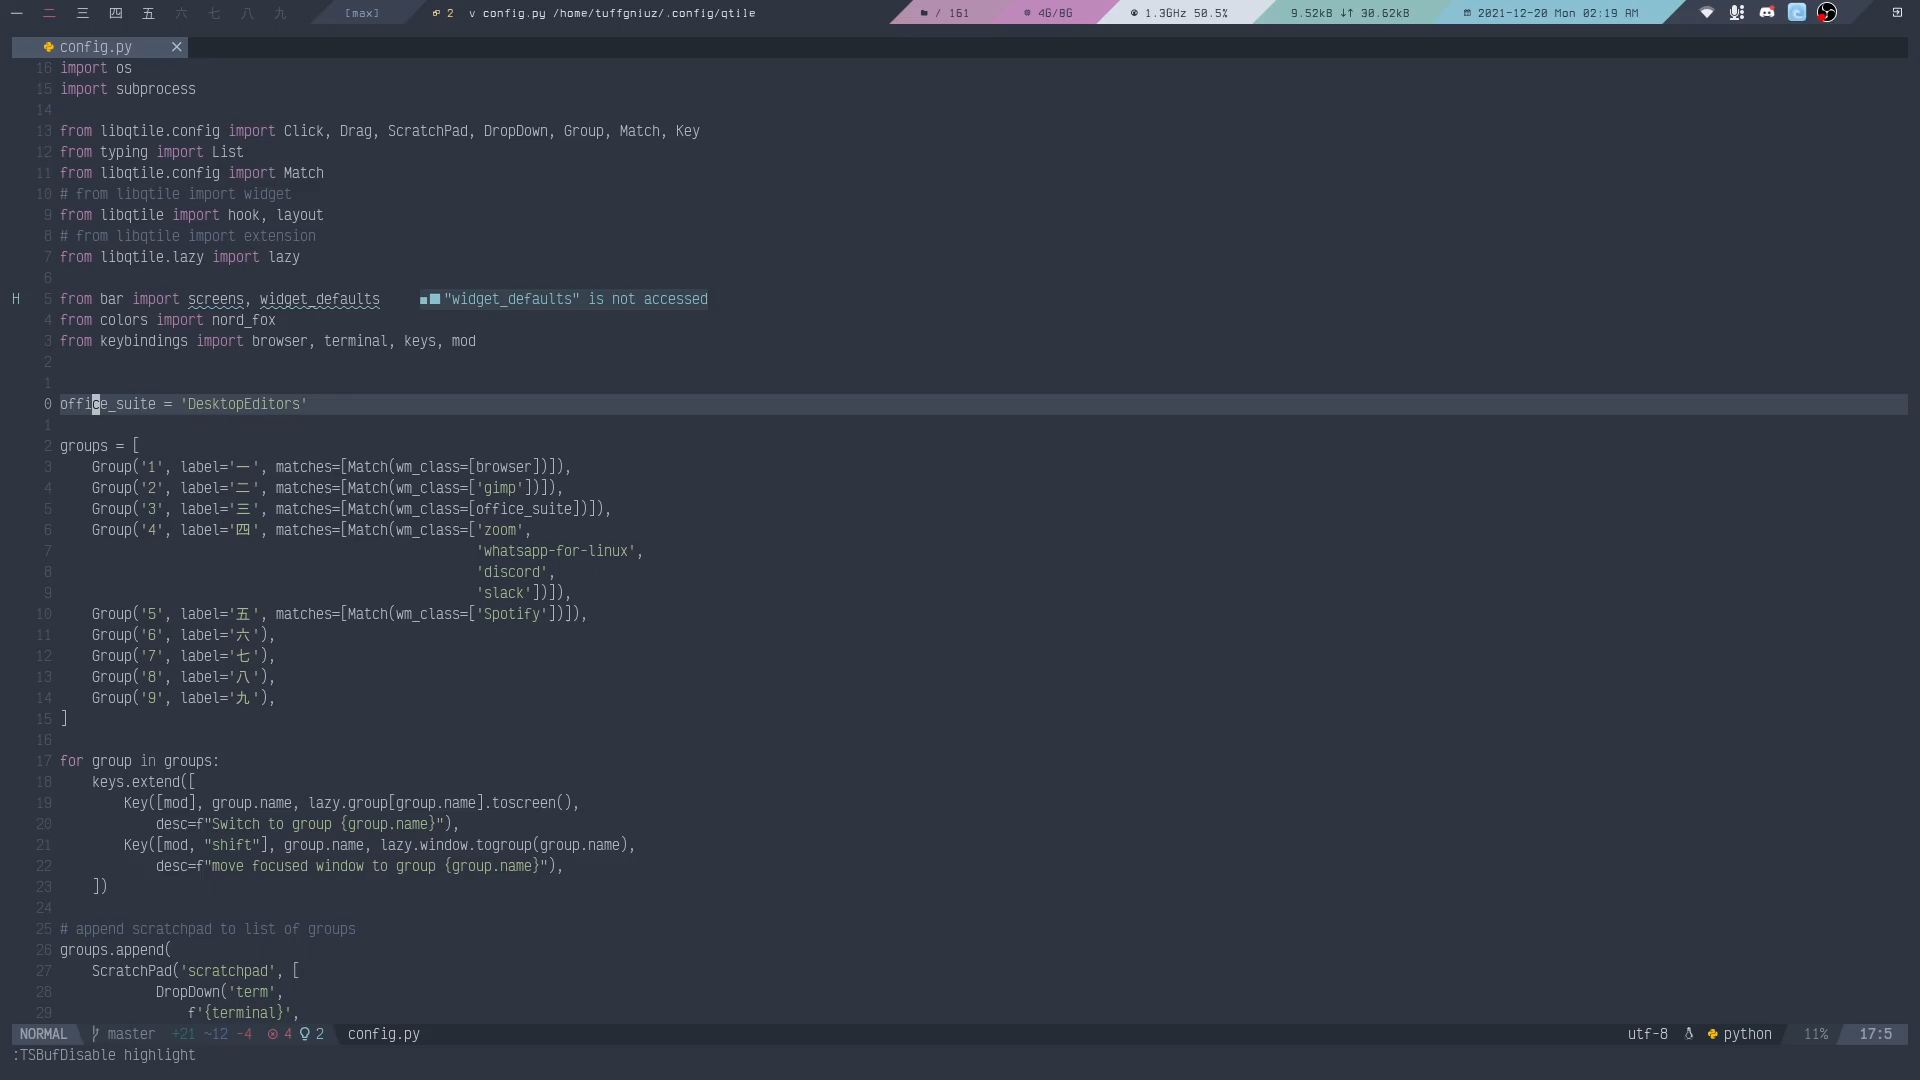 一 二 三 四 五 六 七 八 九 [max] 2 v config.py /home/tuffgniuz/.config/qtile / 161 4G/8G 1.3GHz 50.5% 9.52kB ↓↑ 30.62kB 2021-12-20 Mon 02:19 AM
config.py ✕
16 import os
15 import subprocess
14
13 from libqtile.config import Click, Drag, ScratchPad, DropDown, Group, Match, Key
12 from typing import List
11 from libqtile.config import Match
10 # from libqtile import widget
9 from libqtile import hook, layout
8 # from libqtile import extension
7 from libqtile.lazy import lazy
6
H 5 from bar import screens, widget_defaults ■■"widget_defaults" is not accessed
4 from colors import nord_fox
3 from keybindings import browser, terminal, keys, mod
2
1
0 office_suite = 'DesktopEditors'
1
2 groups = [
3 Group('1', label='一', matches=[Match(wm_class=[browser])]),
4 Group('2', label='二', matches=[Match(wm_class=['gimp'])]),
5 Group('3', label='三', matches=[Match(wm_class=[office_suite])]),
6 Group('4', label='四', matches=[Match(wm_class=['zoom',
7 'whatsapp-for-linux',
8 'discord',
9 'slack'])]),
10 Group('5', label='五', matches=[Match(wm_class=['Spotify'])]),
11 Group('6', label='六'),
12 Group('7', label='七'),
13 Group('8', label='八'),
14 Group('9', label='九'),
15 ]
16
17 for group in groups:
18 keys.extend([
19 Key([mod], group.name, lazy.group[group.name].toscreen(),
20 desc=f"Switch to group {group.name}"),
21 Key([mod, "shift"], group.name, lazy.window.togroup(group.name),
22 desc=f"move focused window to group {group.name}"),
23 ])
24
25 # append scratchpad to list of groups
26 groups.append(
27 ScratchPad('scratchpad', [
28 DropDown('term',
29 f'{terminal}',
NORMAL master +21 ~12 -4 4 2 config.py utf-8 python 11% 17:5
:TSBufDisable highlight